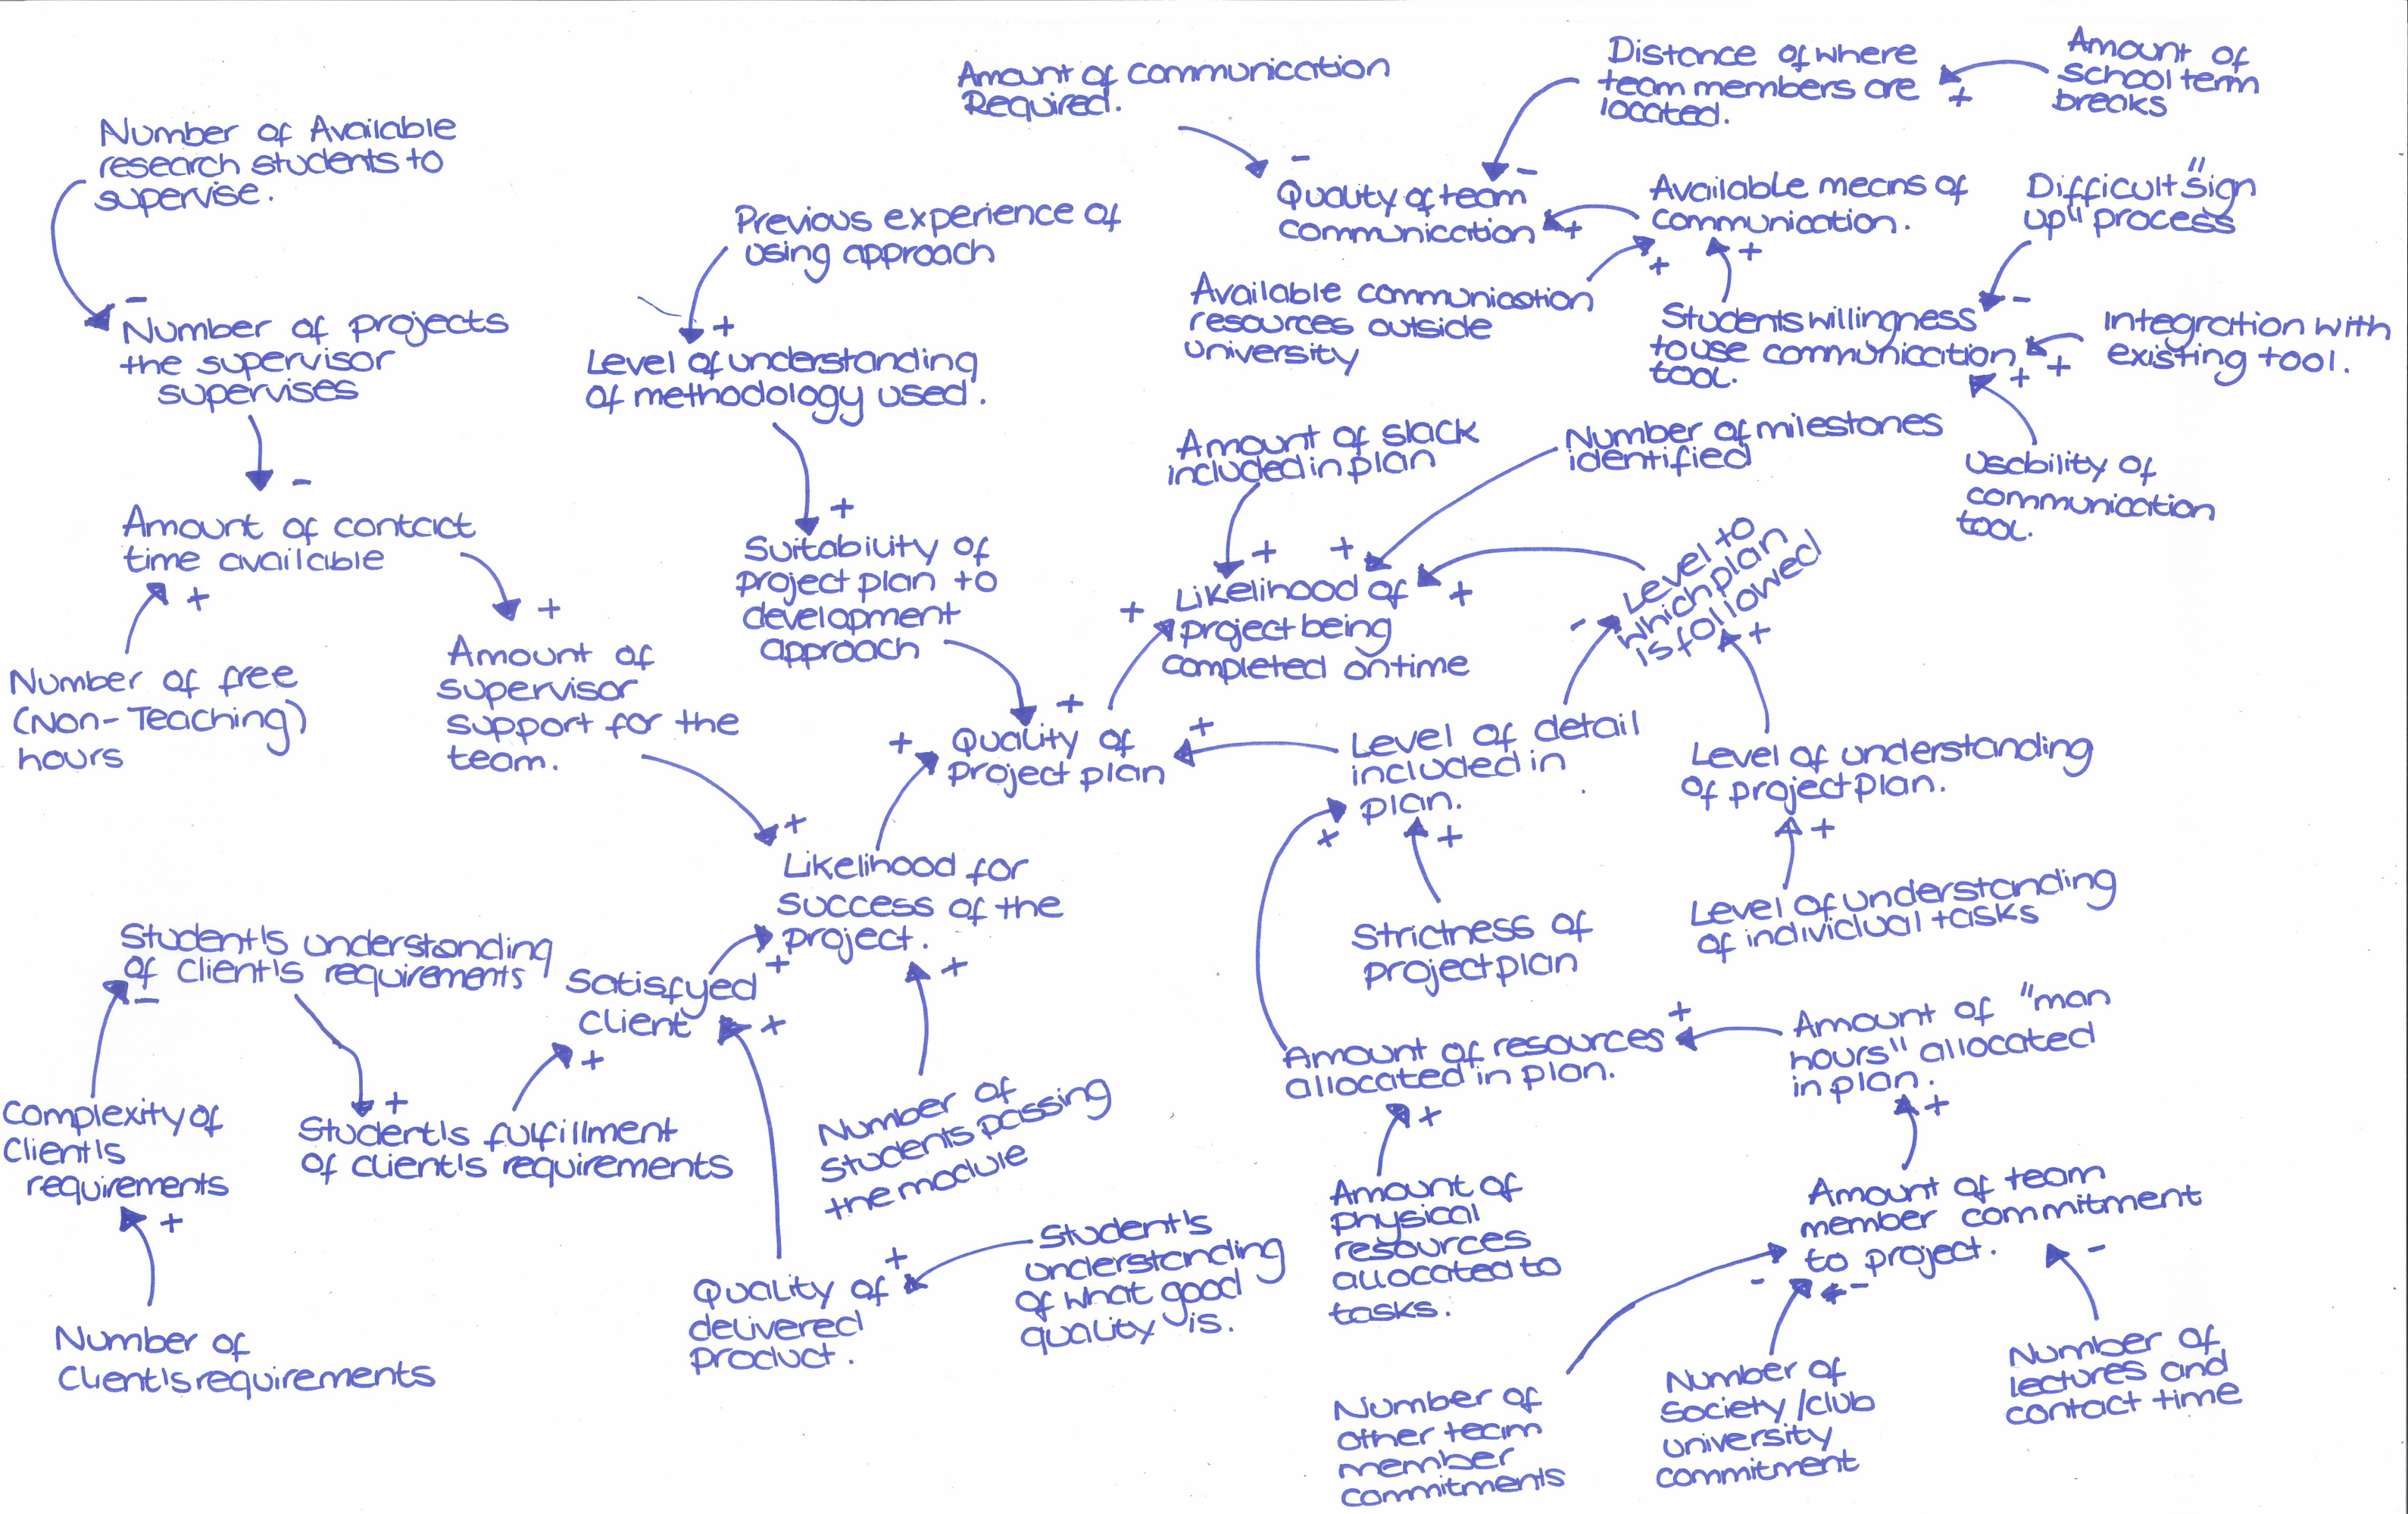 Amount of communication
Required.
Distance of where
team members are
located.
Amount of
school term
breaks
+
Number of Available
research students to
supervise.
-
-
Quality of team
communication
+
Available means of
communication.
Difficult "Sign
up" process
Previous experience of
using approach
+
+
-
Available communication
resources outside
university
Students willingness
to use communication
tool.
Integration with
existing tool.
+
+
-
Number of projects
the supervisor
supervises
+
Level of understanding
of methodology used.
Amount of slack
included in plan
Number of milestones
identified
Usability of
communication
tool.
-
Amount of contact
time available
+
+
Suitability of
project plan to
development
approach
+
+
+
+
Likelihood of
project being
completed on time
Level to
which plan
is followed
-
+
Number of free
(Non-Teaching)
hours
+
Amount of
supervisor
support for the
team.
+
+
Quality of
Project plan
+
Level of detail
included in
plan.
+
+
Level of understanding
of project plan.
+
+
Likelihood for
success of the
project.
+
+
Strictness of
project plan
Level of understanding
of individual tasks
Student's understanding
of client's requirements
-
Satisfyed
client
+
+
Amount of resources
allocated in plan.
+
+
Amount of "man
hours" allocated
in plan.
+
Complexity of
Client's
requirements
+
+
Student's fulfillment
of client's requirements
Number of
students passing
the module
Amount of
physical
resources
allocated to
tasks.
Amount of team
member commitment
to project.
-
-
+
-
Student's
understanding
of what good
quality is.
+
Quality of
delivered
product.
Number of
Client's requirements
Number of
other team
member
commitments
Number of
Society/club
university
commitment
Number of
lectures and
contact time